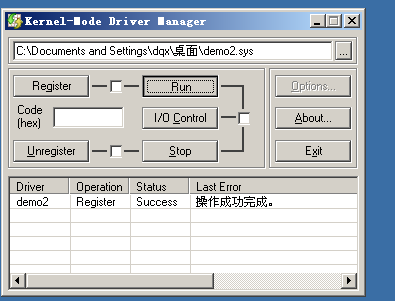 Kernel-Mode Driver Manager
C:\Documents and Settings\dqx\桌面\demo2.sys
...
Register Run Options...
Code (hex) I/O Control About...
Unregister Stop Exit
Driver Operation Status Last Error
demo2 Register Success 操作成功完成。